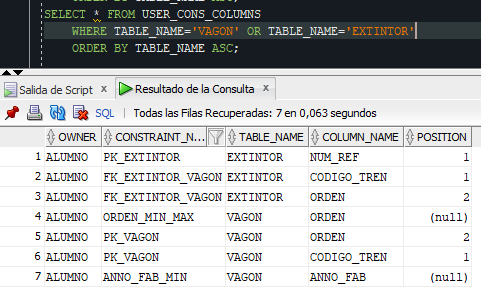 SELECT * FROM USER_CONS_COLUMNS
WHERE TABLE_NAME='VAGON' OR TABLE_NAME='EXTINTOR'
ORDER BY TABLE_NAME ASC;
Salida de Script Resultado de la Consulta
SQL Todas las Filas Recuperadas: 7 en 0,063 segundos
OWNER CONSTRAINT_N... TABLE_NAME COLUMN_NAME POSITION
1 ALUMNO PK_EXTINTOR EXTINTOR NUM_REF 1
2 ALUMNO FK_EXTINTOR_VAGON EXTINTOR CODIGO_TREN 1
3 ALUMNO FK_EXTINTOR_VAGON EXTINTOR ORDEN 2
4 ALUMNO ORDEN_MIN_MAX VAGON ORDEN (null)
5 ALUMNO PK_VAGON VAGON ORDEN 2
6 ALUMNO PK_VAGON VAGON CODIGO_TREN 1
7 ALUMNO ANNO_FAB_MIN VAGON ANNO_FAB (null)